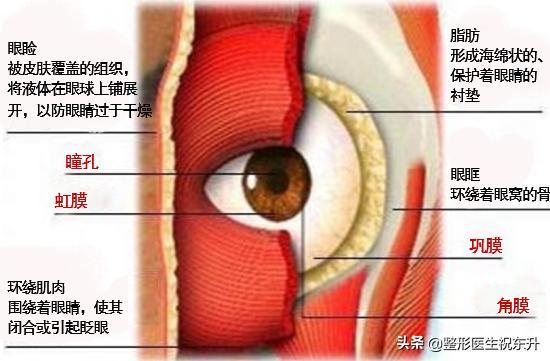 眼睑
被皮肤覆盖的组织，
将液体在眼球上铺展
开，以防眼睛过于干燥
瞳孔
虹膜
环绕肌肉
围绕着眼睛，使其
闭合或引起眨眼
脂肪
形成海绵状的、
保护着眼睛的
衬垫
眼眶
环绕着眼窝的骨
巩膜
角膜
头条 @整形医生祝东升